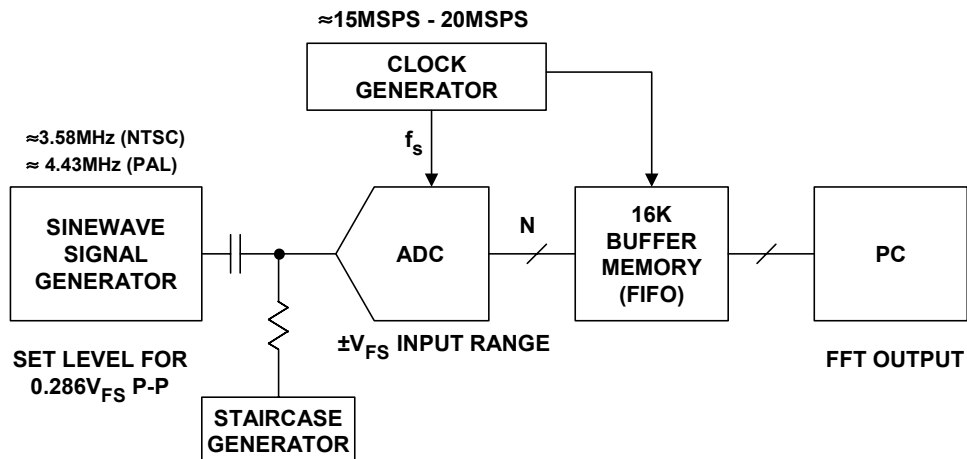 ≈15MSPS - 20MSPS
CLOCK
GENERATOR
≈3.58MHz (NTSC)
≈ 4.43MHz (PAL)
fs
SINEWAVE
SIGNAL
GENERATOR
ADC
N
16K
BUFFER
MEMORY
(FIFO)
PC
±VFS INPUT RANGE
SET LEVEL FOR
0.286VFS P-P
FFT OUTPUT
STAIRCASE
GENERATOR